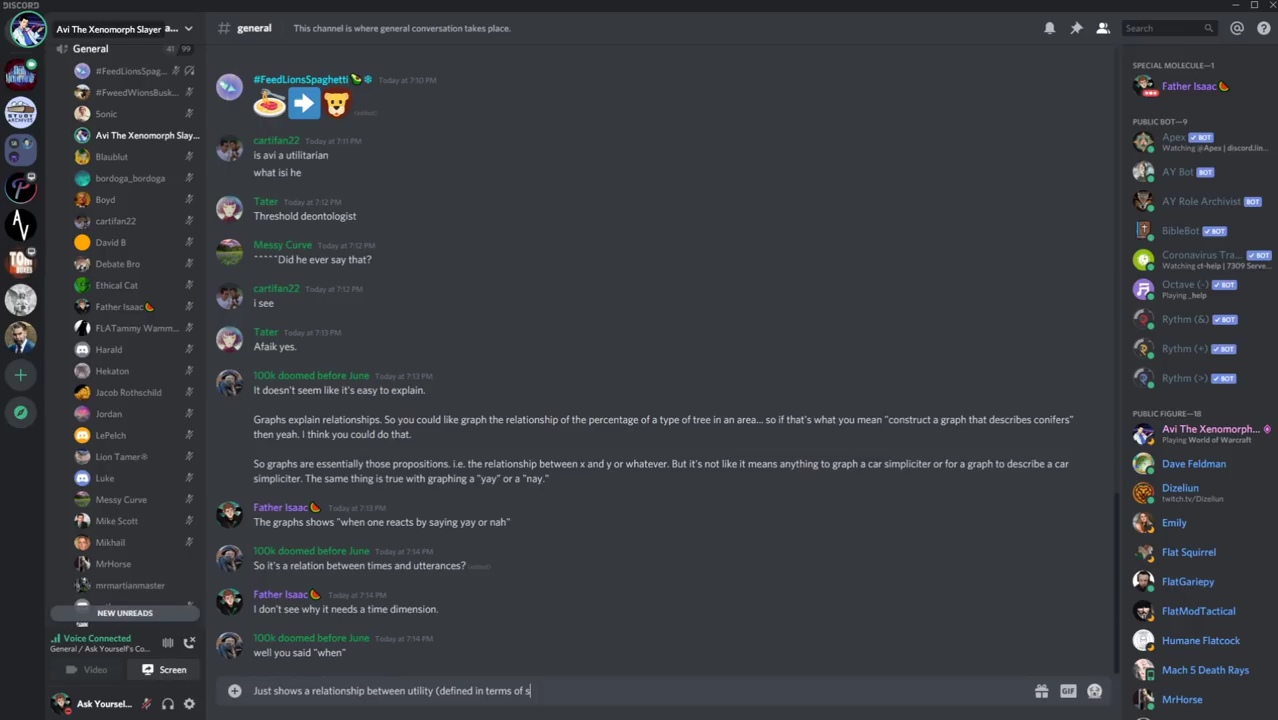 DISCORD
Avi The Xenomorph Slayer a...
# general
This channel is where general conversation takes place.
Search
General 41 99
#FeedLionsSpag...
#FweedWionsBusk...
Sonic
Avi The Xenomorph Slay...
Blaublut
bordoga_bordoga
Boyd
cartifan22
David B
Debate Bro
Ethical Cat
Father Isaac🍉
FLATammy Wamm...
Harald
Hekaton
Jacob Rothschild
Jordan
LePelch
Lion Tamer❄
Luke
Messy Curve
Mike Scott
Mikhail
MrHorse
mrmartianmaster
NEW UNREADS
Voice Connected
General / Ask Yourself's Co...
Video
Screen
Ask Yoursel...
#FeedLionsSpaghetti Today at 7:10 PM
(edited)
cartifan22 Today at 7:11 PM
is avi a utilitarian
what isi he
Tater Today at 7:12 PM
Threshold deontologist
Messy Curve Today at 7:12 PM
^^^^^Did he ever say that?
cartifan22 Today at 7:12 PM
i see
Tater Today at 7:13 PM
Afaik yes.
100k doomed before June Today at 7:13 PM
It doesn't seem like it's easy to explain.
Graphs explain relationships. So you could like graph the relationship of the percentage of a type of tree in an area... so if that's what you mean "construct a graph that describes conifers"
then yeah. I think you could do that.
So graphs are essentially those propositions. i.e. the relationship between x and y or whatever. But it's not like it means anything to graph a car simpliciter or for a graph to describe a car
simpliciter. The same thing is true with graphing a "yay" or a "nay."
Father Isaac🍉 Today at 7:13 PM
The graphs shows "when one reacts by saying yay or nah"
100k doomed before June Today at 7:14 PM
So it's a relation between times and utterances? (edited)
Father Isaac🍉 Today at 7:14 PM
I don't see why it needs a time dimension.
100k doomed before June Today at 7:14 PM
well you said "when"
Just shows a relationship between utility (defined in terms of s
GIF
SPECIAL MOLECULE—1
Father Isaac🍉
PUBLIC BOT—9
Apex ✓ BOT
Watching @Apex | discordJin...
AY Bot ✓ BOT
AY Role Archivist BOT
BibleBot ✓ BOT
Coronavirus Tra... ✓ BOT
Watching ct-help | 7309 Serve...
Octave (-) ✓ BOT
Playing _help
Rythm (&) ✓ BOT
Rythm (+) ✓ BOT
Rythm (>) ✓ BOT
PUBLIC FIGURE—18
Avi The Xenomorph...
Playing World of Warcraft
Dave Feldman
Dizeliun
twitch.tv/Dizeliun
Emily
Flat Squirrel
FlatGariepy
FlatModTactical
Humane Flatcock
Mach 5 Death Rays
MrHorse